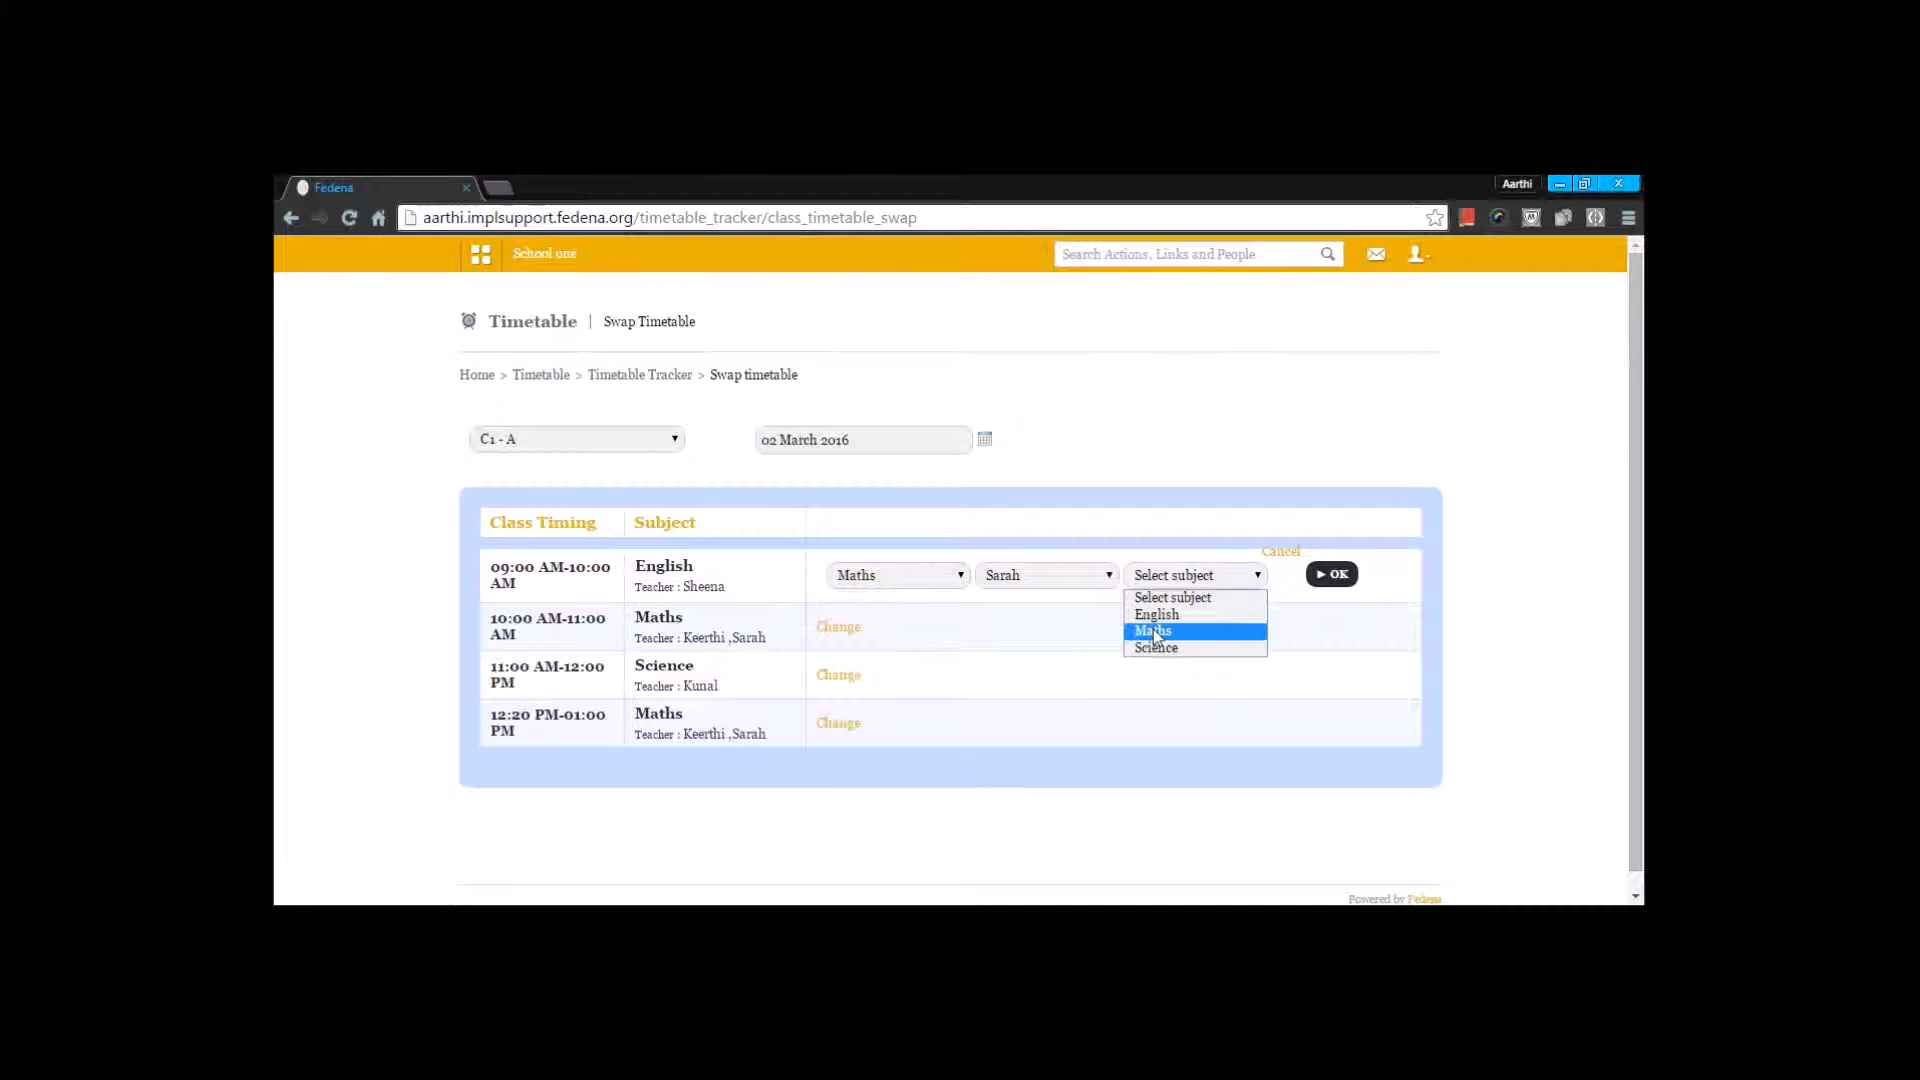 Fedena
Aarthi
aarthi.implsupport.fedena.org/timetable_tracker/class_timetable_swap
School one
Search Actions, Links and People
Timetable | Swap Timetable
Home > Timetable > Timetable Tracker > Swap timetable
C1 - A
02 March 2016
Class Timing Subject
Cancel
09:00 AM-10:00 AM
English
Teacher : Sheena
Maths
Sarah
Select subject
OK
Select subject
English
Maths
Science
10:00 AM-11:00 AM
Maths
Teacher : Keerthi ,Sarah
Change
11:00 AM-12:00 PM
Science
Teacher : Kunal
Change
12:20 PM-01:00 PM
Maths
Teacher : Keerthi ,Sarah
Change
Powered by Fedena